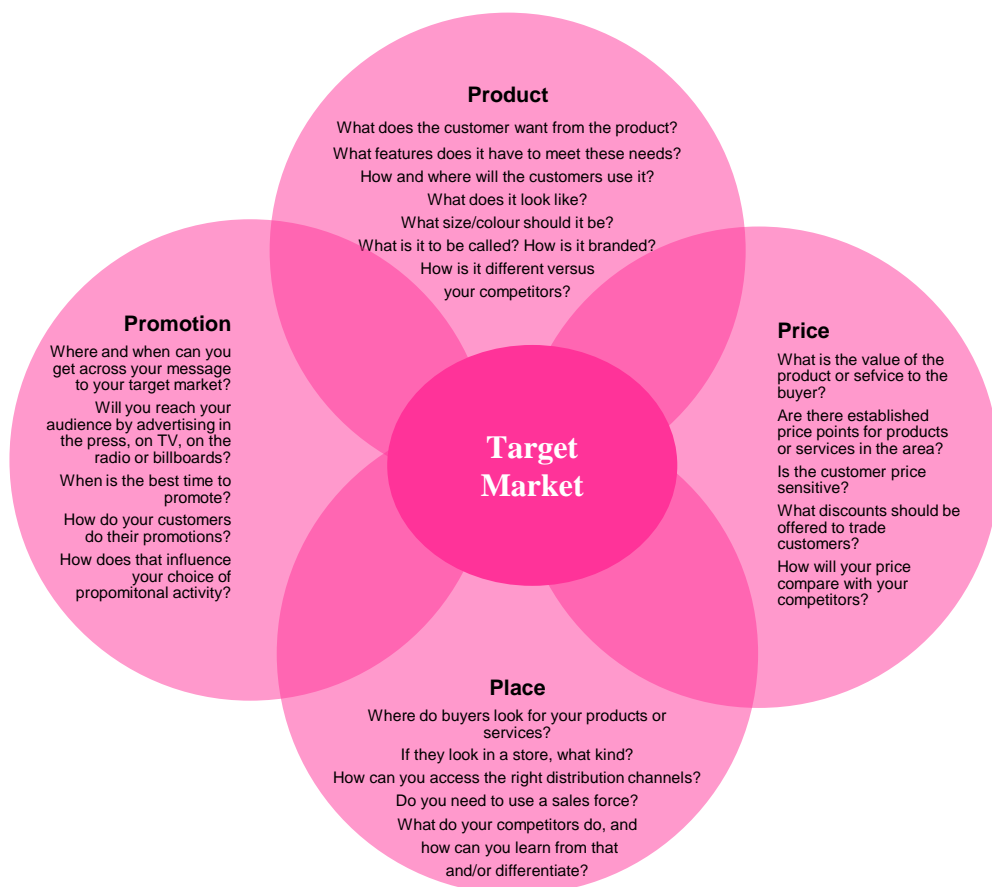 Product
What does the customer want from the product?
What features does it have to meet these needs?
How and where will the customers use it?
What does it look like?
What size/colour should it be?
What is it to be called? How is it branded?
How is it different versus
your competitors?
Promotion
Where and when can you
get across your message
to your target market?
Will you reach your
audience by advertising in
the press, on TV, on the
radio or billboards?
When is the best time to
promote?
How do your customers
do their promotions?
How does that influence
your choice of
propomitonal activity?
Target
Market
Price
What is the value of the
product or sefvice to the
buyer?
Are there established
price points for products
or services in the area?
Is the customer price
sensitive?
What discounts should be
offered to trade
customers?
How will your price
compare with your
competitors?
Place
Where do buyers look for your products or
services?
If they look in a store, what kind?
How can you access the right distribution channels?
Do you need to use a sales force?
What do your competitors do, and
how can you learn from that
and/or differentiate?